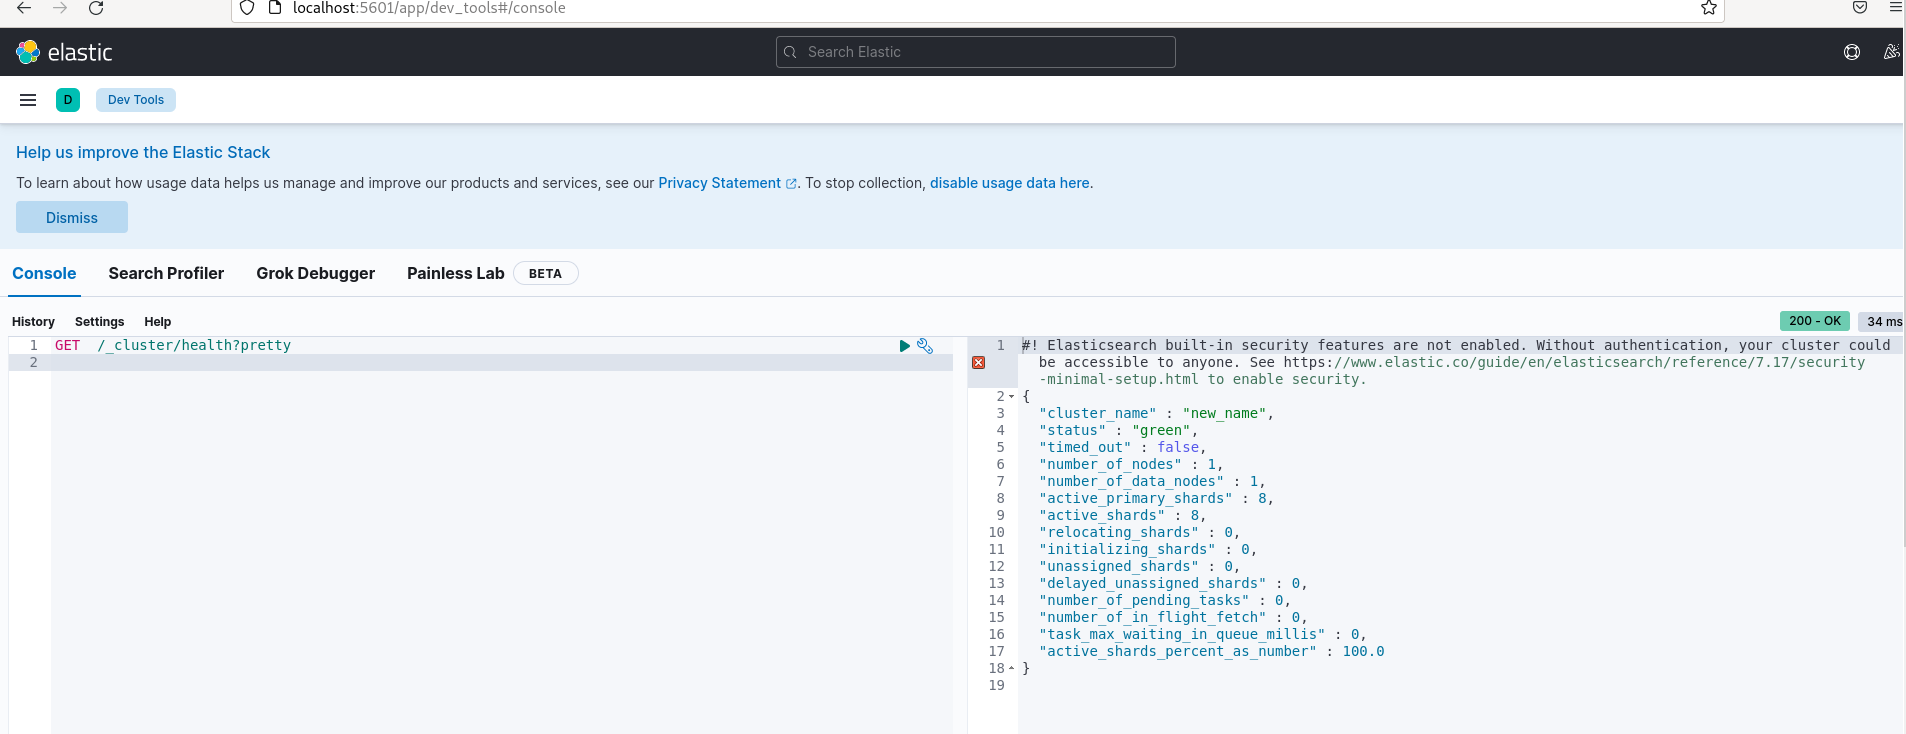 localhost:5601/app/dev_tools#/console
elastic
Search Elastic
D
Dev Tools
Help us improve the Elastic Stack
To learn about how usage data helps us manage and improve our products and services, see our Privacy Statement. To stop collection, disable usage data here.
Dismiss
Console
Search Profiler
Grok Debugger
Painless Lab
BETA
History
Settings
Help
200 - OK
34 ms
1 GET  /_cluster/health?pretty
2
1 #! Elasticsearch built-in security features are not enabled. Without authentication, your cluster could
be accessible to anyone. See https://www.elastic.co/guide/en/elasticsearch/reference/7.17/security
-minimal-setup.html to enable security.
2 {
3 "cluster_name" : "new_name",
4 "status" : "green",
5 "timed_out" : false,
6 "number_of_nodes" : 1,
7 "number_of_data_nodes" : 1,
8 "active_primary_shards" : 8,
9 "active_shards" : 8,
10 "relocating_shards" : 0,
11 "initializing_shards" : 0,
12 "unassigned_shards" : 0,
13 "delayed_unassigned_shards" : 0,
14 "number_of_pending_tasks" : 0,
15 "number_of_in_flight_fetch" : 0,
16 "task_max_waiting_in_queue_millis" : 0,
17 "active_shards_percent_as_number" : 100.0
18 }
19